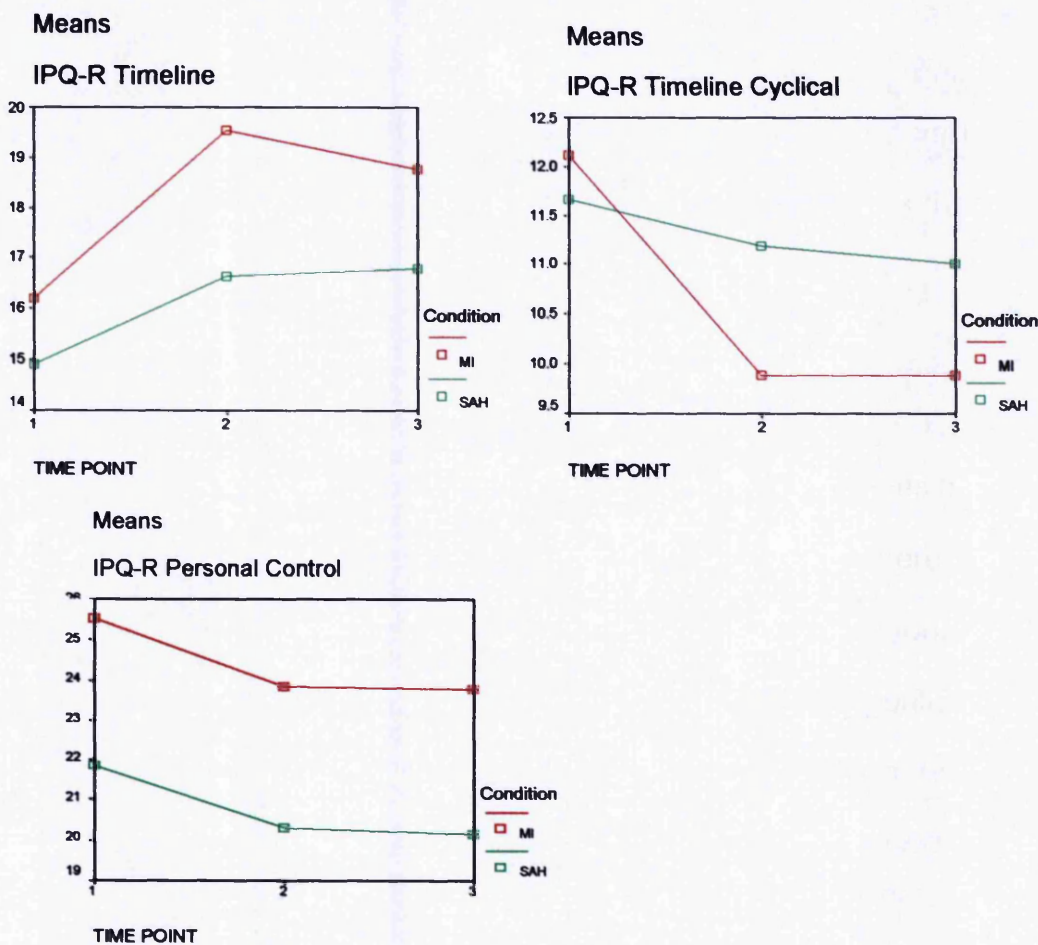 Means
IPQ-R Timeline
20
19
18
17
16
15
14
1 2 3
TIME POINT
Condition
MI
SAH
Means
IPQ-R Timeline Cyclical
12.5
12.0
11.5
11.0
10.5
10.0
9.5
1 2 3
TIME POINT
Condition
MI
SAH
Means
IPQ-R Personal Control
26
25
24
23
22
21
20
19
1 2 3
TIME POINT
Condition
MI
SAH